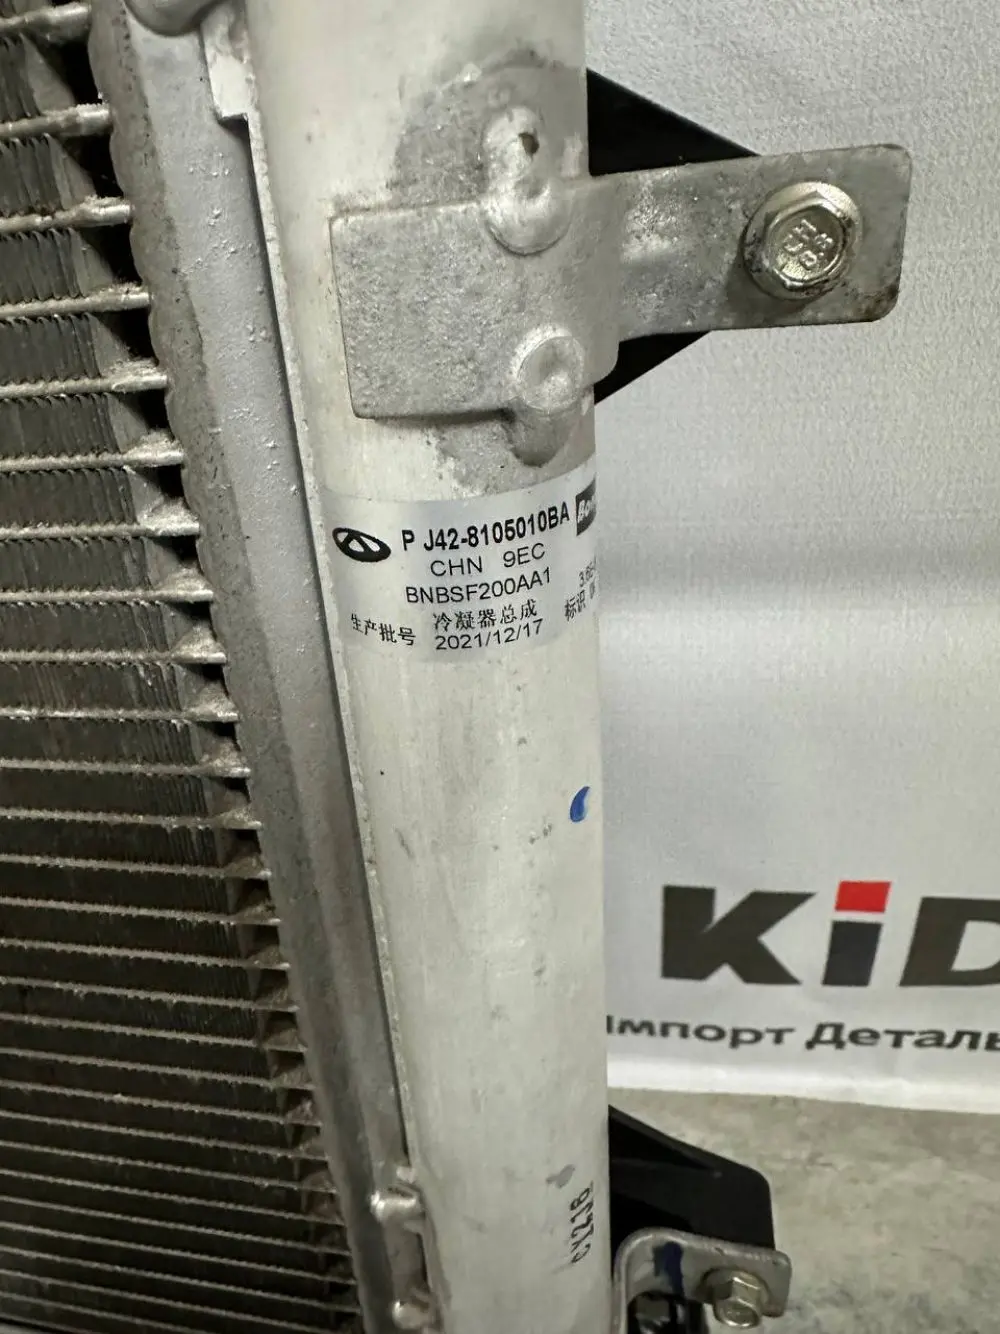 P J42-8105010BA
CHN 9EC
BNBSF200AA1
冷凝器总成
生产批号 2021/12/17
标识
KiD
Импорт Деталь